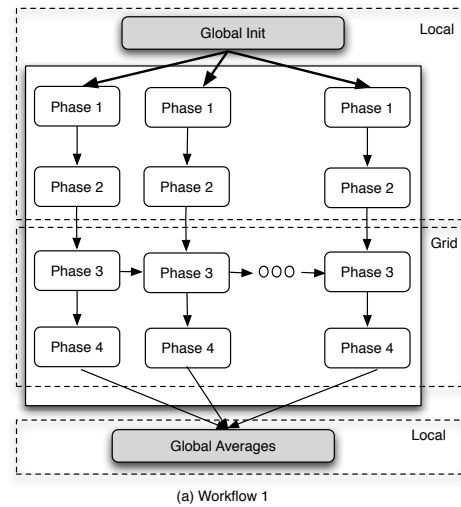 Global Init
Local
Phase 1 Phase 1 Phase 1
Phase 2 Phase 2 Phase 2
Grid
Phase 3 Phase 3 Phase 3
Phase 4 Phase 4 Phase 4
Local
Global Averages
(a) Workflow 1